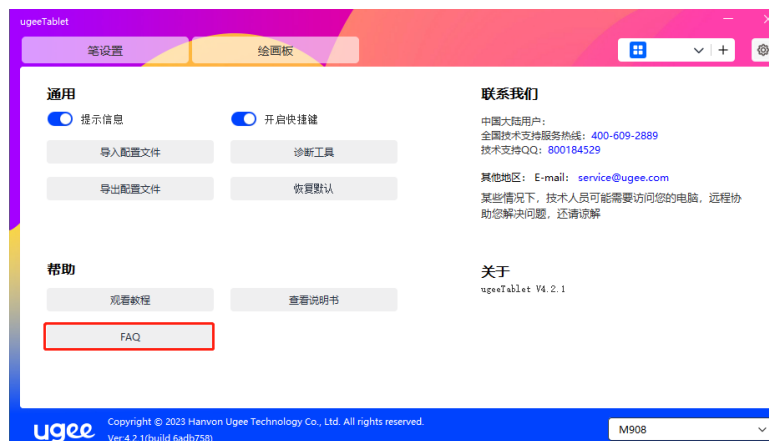 ugeeTablet
笔设置
绘画板
通用
提示信息
开启快捷键
导入配置文件
诊断工具
导出配置文件
恢复默认
联系我们
中国大陆用户：
全国技术支持服务热线：400-609-2889
技术支持QQ：800184529
其他地区： E-mail： service@ugee.com
某些情况下，技术人员可能需要访问您的电脑，远程协
助您解决问题，还请谅解
帮助
观看教程
查看说明书
FAQ
关于
ugeeTablet V4.2.1
ugee
Copyright © 2023 Hanvon Ugee Technology Co., Ltd. All rights reserved.
Ver:4.2.1(build 6adb758)
M908